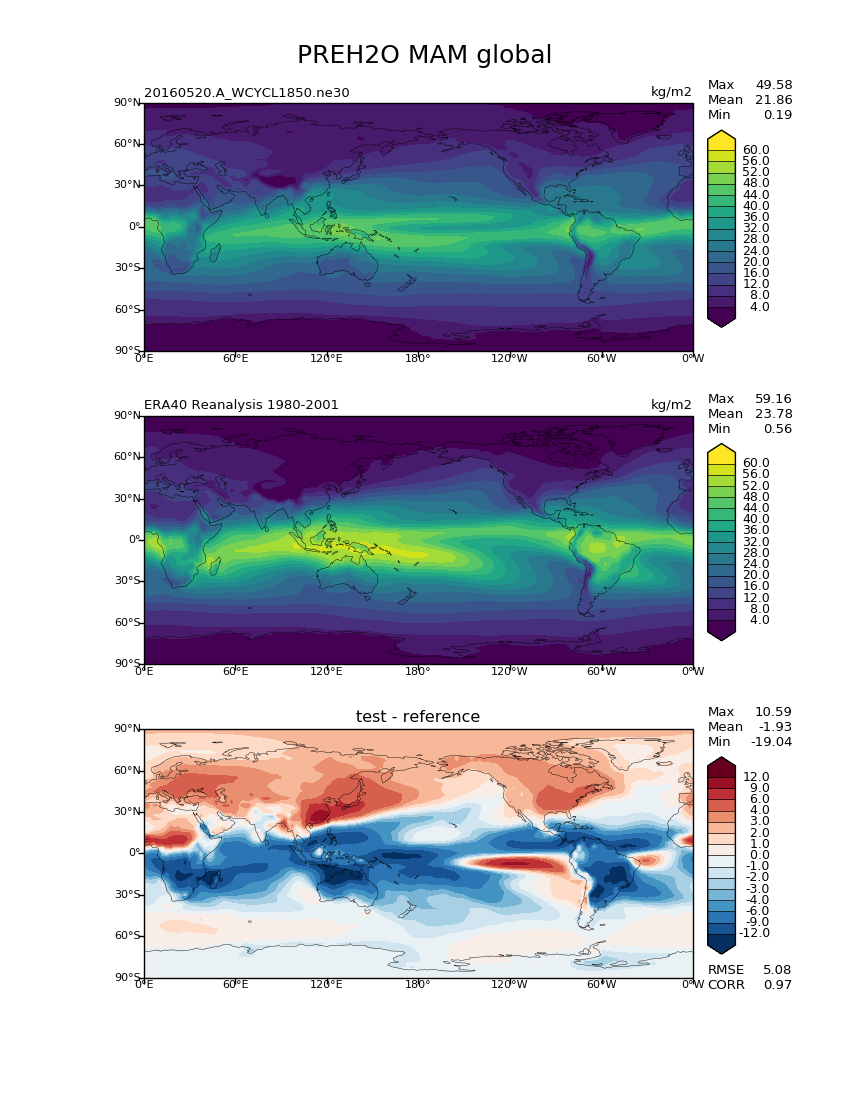 PREH2O MAM global
20160520.A_WCYCL1850.ne30 kg/m2
Max 49.58
Mean 21.86
Min 0.19
90°N
60°N
30°N
0°
30°S
60°S
90°S
0°E 60°E 120°E 180° 120°W 60°W 0°W
60.0
56.0
52.0
48.0
44.0
40.0
36.0
32.0
28.0
24.0
20.0
16.0
12.0
8.0
4.0
ERA40 Reanalysis 1980-2001 kg/m2
Max 59.16
Mean 23.78
Min 0.56
90°N
60°N
30°N
0°
30°S
60°S
90°S
0°E 60°E 120°E 180° 120°W 60°W 0°W
60.0
56.0
52.0
48.0
44.0
40.0
36.0
32.0
28.0
24.0
20.0
16.0
12.0
8.0
4.0
test - reference
Max 10.59
Mean -1.93
Min -19.04
90°N
60°N
30°N
0°
30°S
60°S
90°S
0°E 60°E 120°E 180° 120°W 60°W 0°W
12.0
9.0
6.0
4.0
3.0
2.0
1.0
0.0
-1.0
-2.0
-3.0
-4.0
-6.0
-9.0
-12.0
RMSE 5.08
CORR 0.97